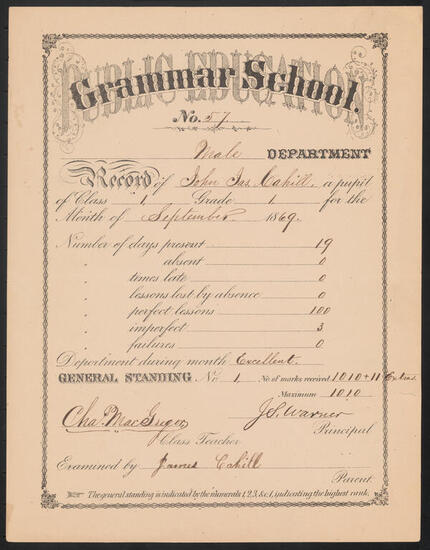 PUBLIC EDUCATION
Grammar School.
No. 57
Male DEPARTMENT
Record of John Jas. Cahill, a pupil
of Class 1 Grade 1 for the
Month of September 1869.
Number of days present 19
" absent 0
" times late 0
" lessons lost by absence 0
" perfect lessons 100
" imperfect 3
" failures 0
Deportment during month Excellent.
GENERAL STANDING No 1. No. of marks received 1010 + 11 Extras.
Maximum 1010
Chas. MacGregor J. S. Warner
Class Teacher Principal
Examined by James Cahill
Parent.
☞ The general standing is indicated by the numerals 1, 2, 3, &c. 1, indicating the highest rank.